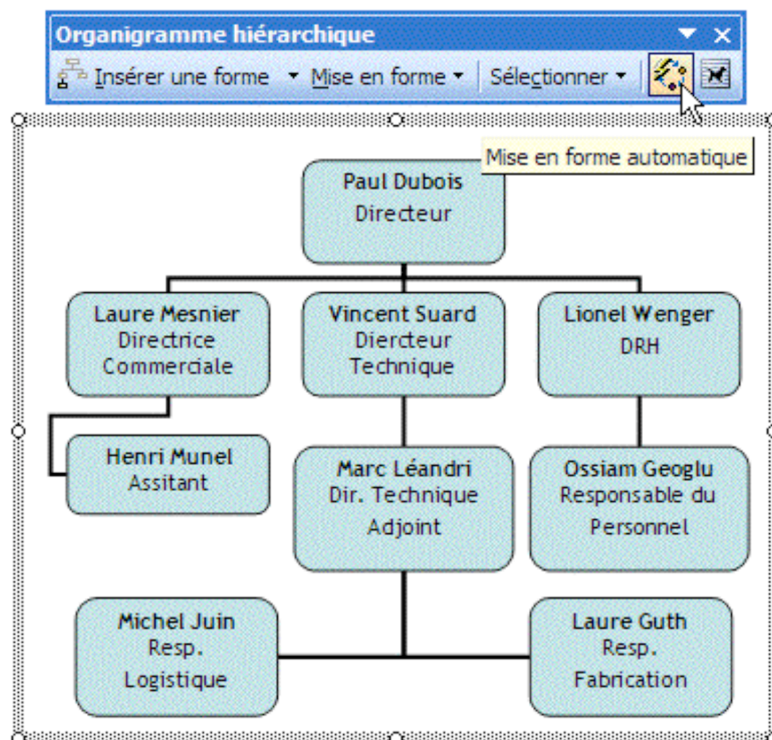 Organigramme hiérarchique
Insérer une forme Mise en forme Sélectionner
Mise en forme automatique
Paul Dubois
Directeur
Laure Mesnier
Directrice
Commerciale
Vincent Suard
Diercteur
Technique
Lionel Wenger
DRH
Henri Munel
Assitant
Marc Léandri
Dir. Technique
Adjoint
Ossiam Geoglu
Responsable du
Personnel
Michel Juin
Resp.
Logistique
Laure Guth
Resp.
Fabrication